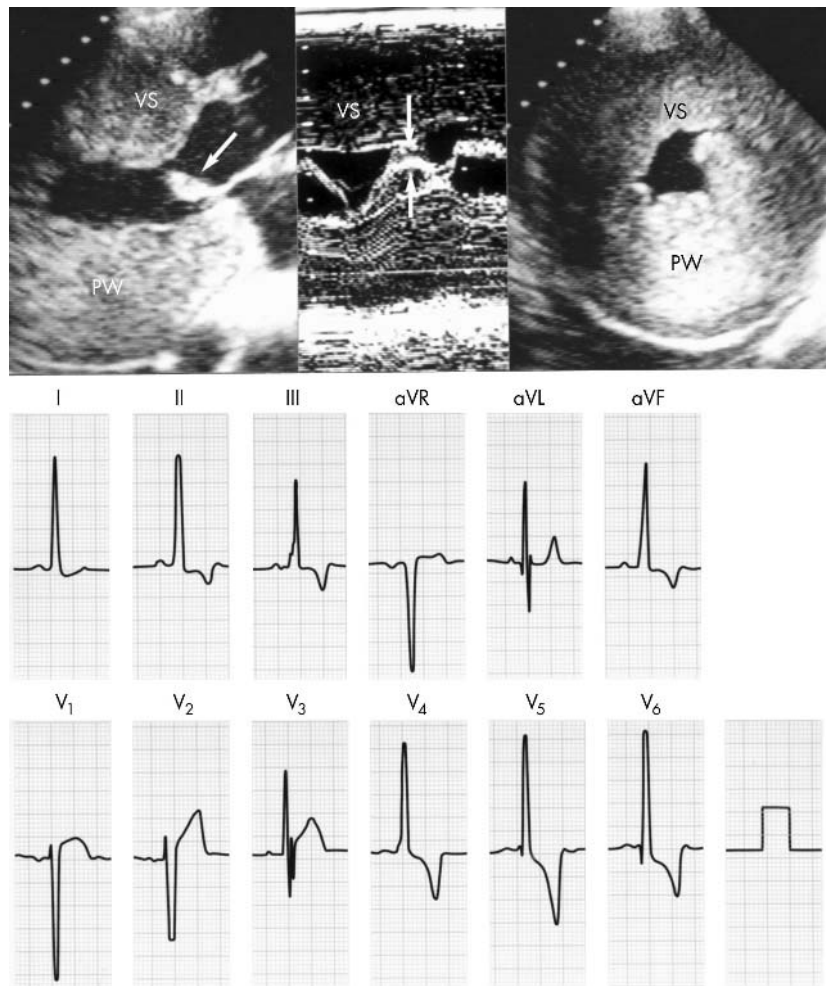 VS VS VS
PW PW
I II III aVR aVL aVF
V₁ V₂ V₃ V₄ V₅ V₆